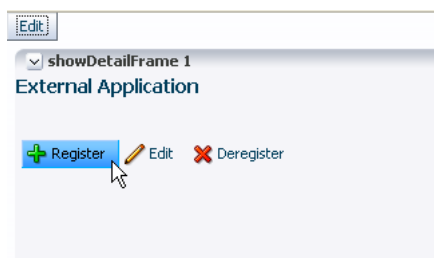 Edit
showDetailFrame 1
External Application
Register Edit Deregister